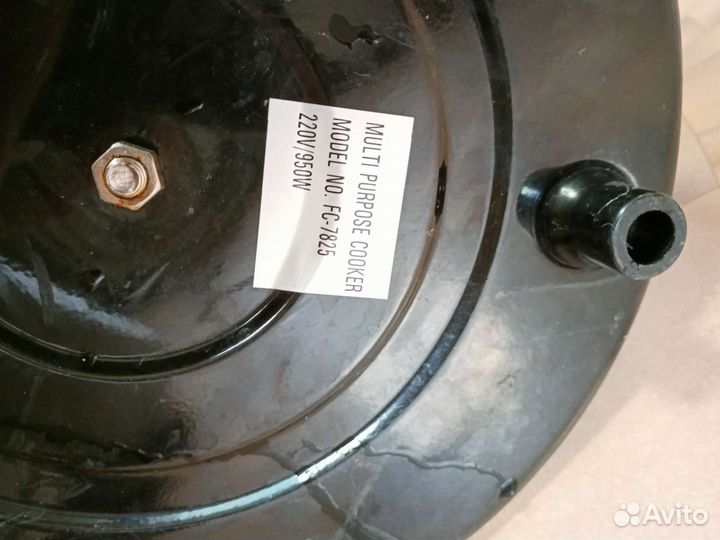 MULTI PURPOSE COOKER
MODEL NO. FC-7825
220V/950W
Avito